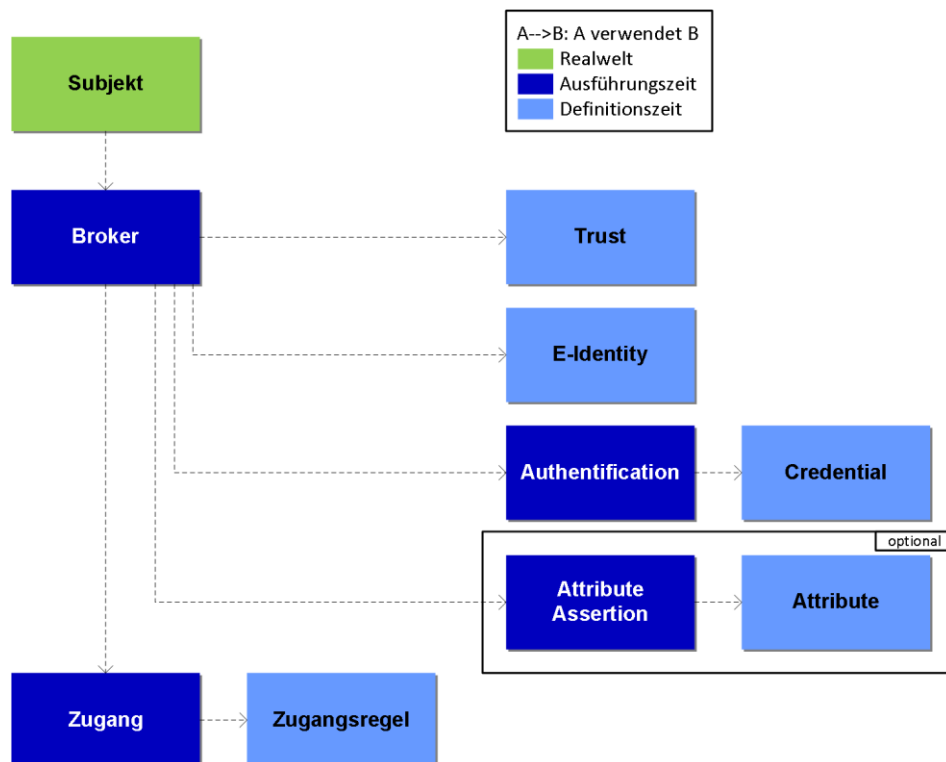 A-->B: A verwendet B
Realwelt
Ausführungszeit
Definitionszeit
Subjekt
Broker
Trust
E-Identity
Authentification
Credential
optional
Attribute
Assertion
Attribute
Zugang
Zugangsregel